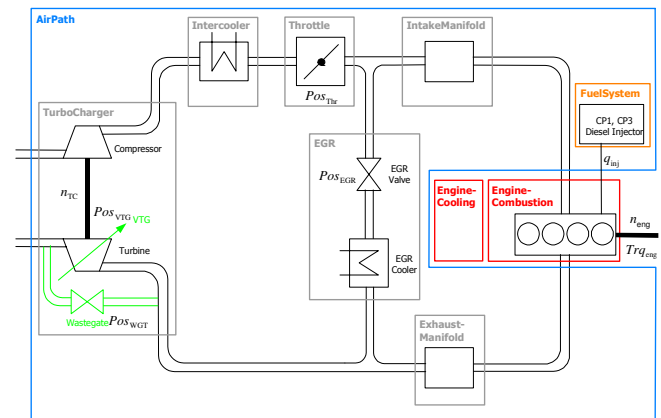 AirPath
Intercooler
Throttle
IntakeManifold
Pos_Thr
FuelSystem
CP1, CP3
Diesel Injector
q_inj
TurboCharger
Compressor
n_TC
Pos_VTG
VTG
Turbine
Wastegate
Pos_WGT
EGR
Pos_EGR
EGR
Valve
EGR
Cooler
Engine-
Cooling
Engine-
Combustion
n_eng
Trq_eng
Exhaust-
Manifold